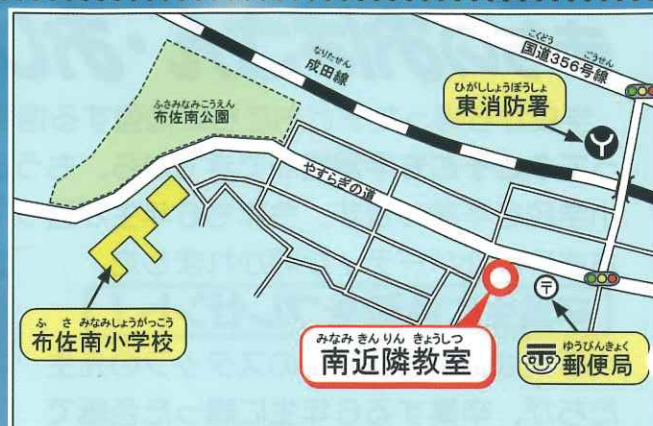 こくどう ごうせん
国道356号線
なりたせん
成田線
ひがししょうぼうしょ
東消防署
ふさみなみこうえん
布佐南公園
やすらぎの道
ふさみなみしょうがっこう
布佐南小学校
みなみきんりんきょうしつ
南近隣教室
〒
ゆうびんきょく
郵便局